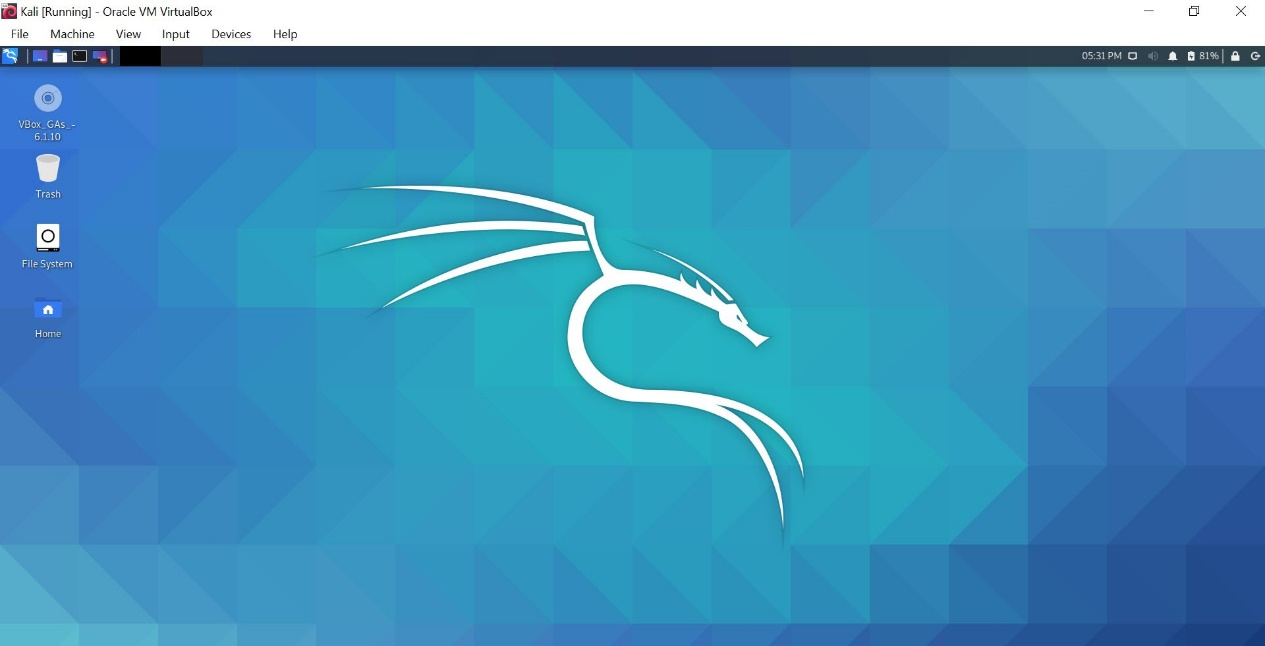 Kali [Running] - Oracle VM VirtualBox
File Machine View Input Devices Help
05:31 PM 81%
VBox_GAs_-
6.1.10
Trash
File System
Home